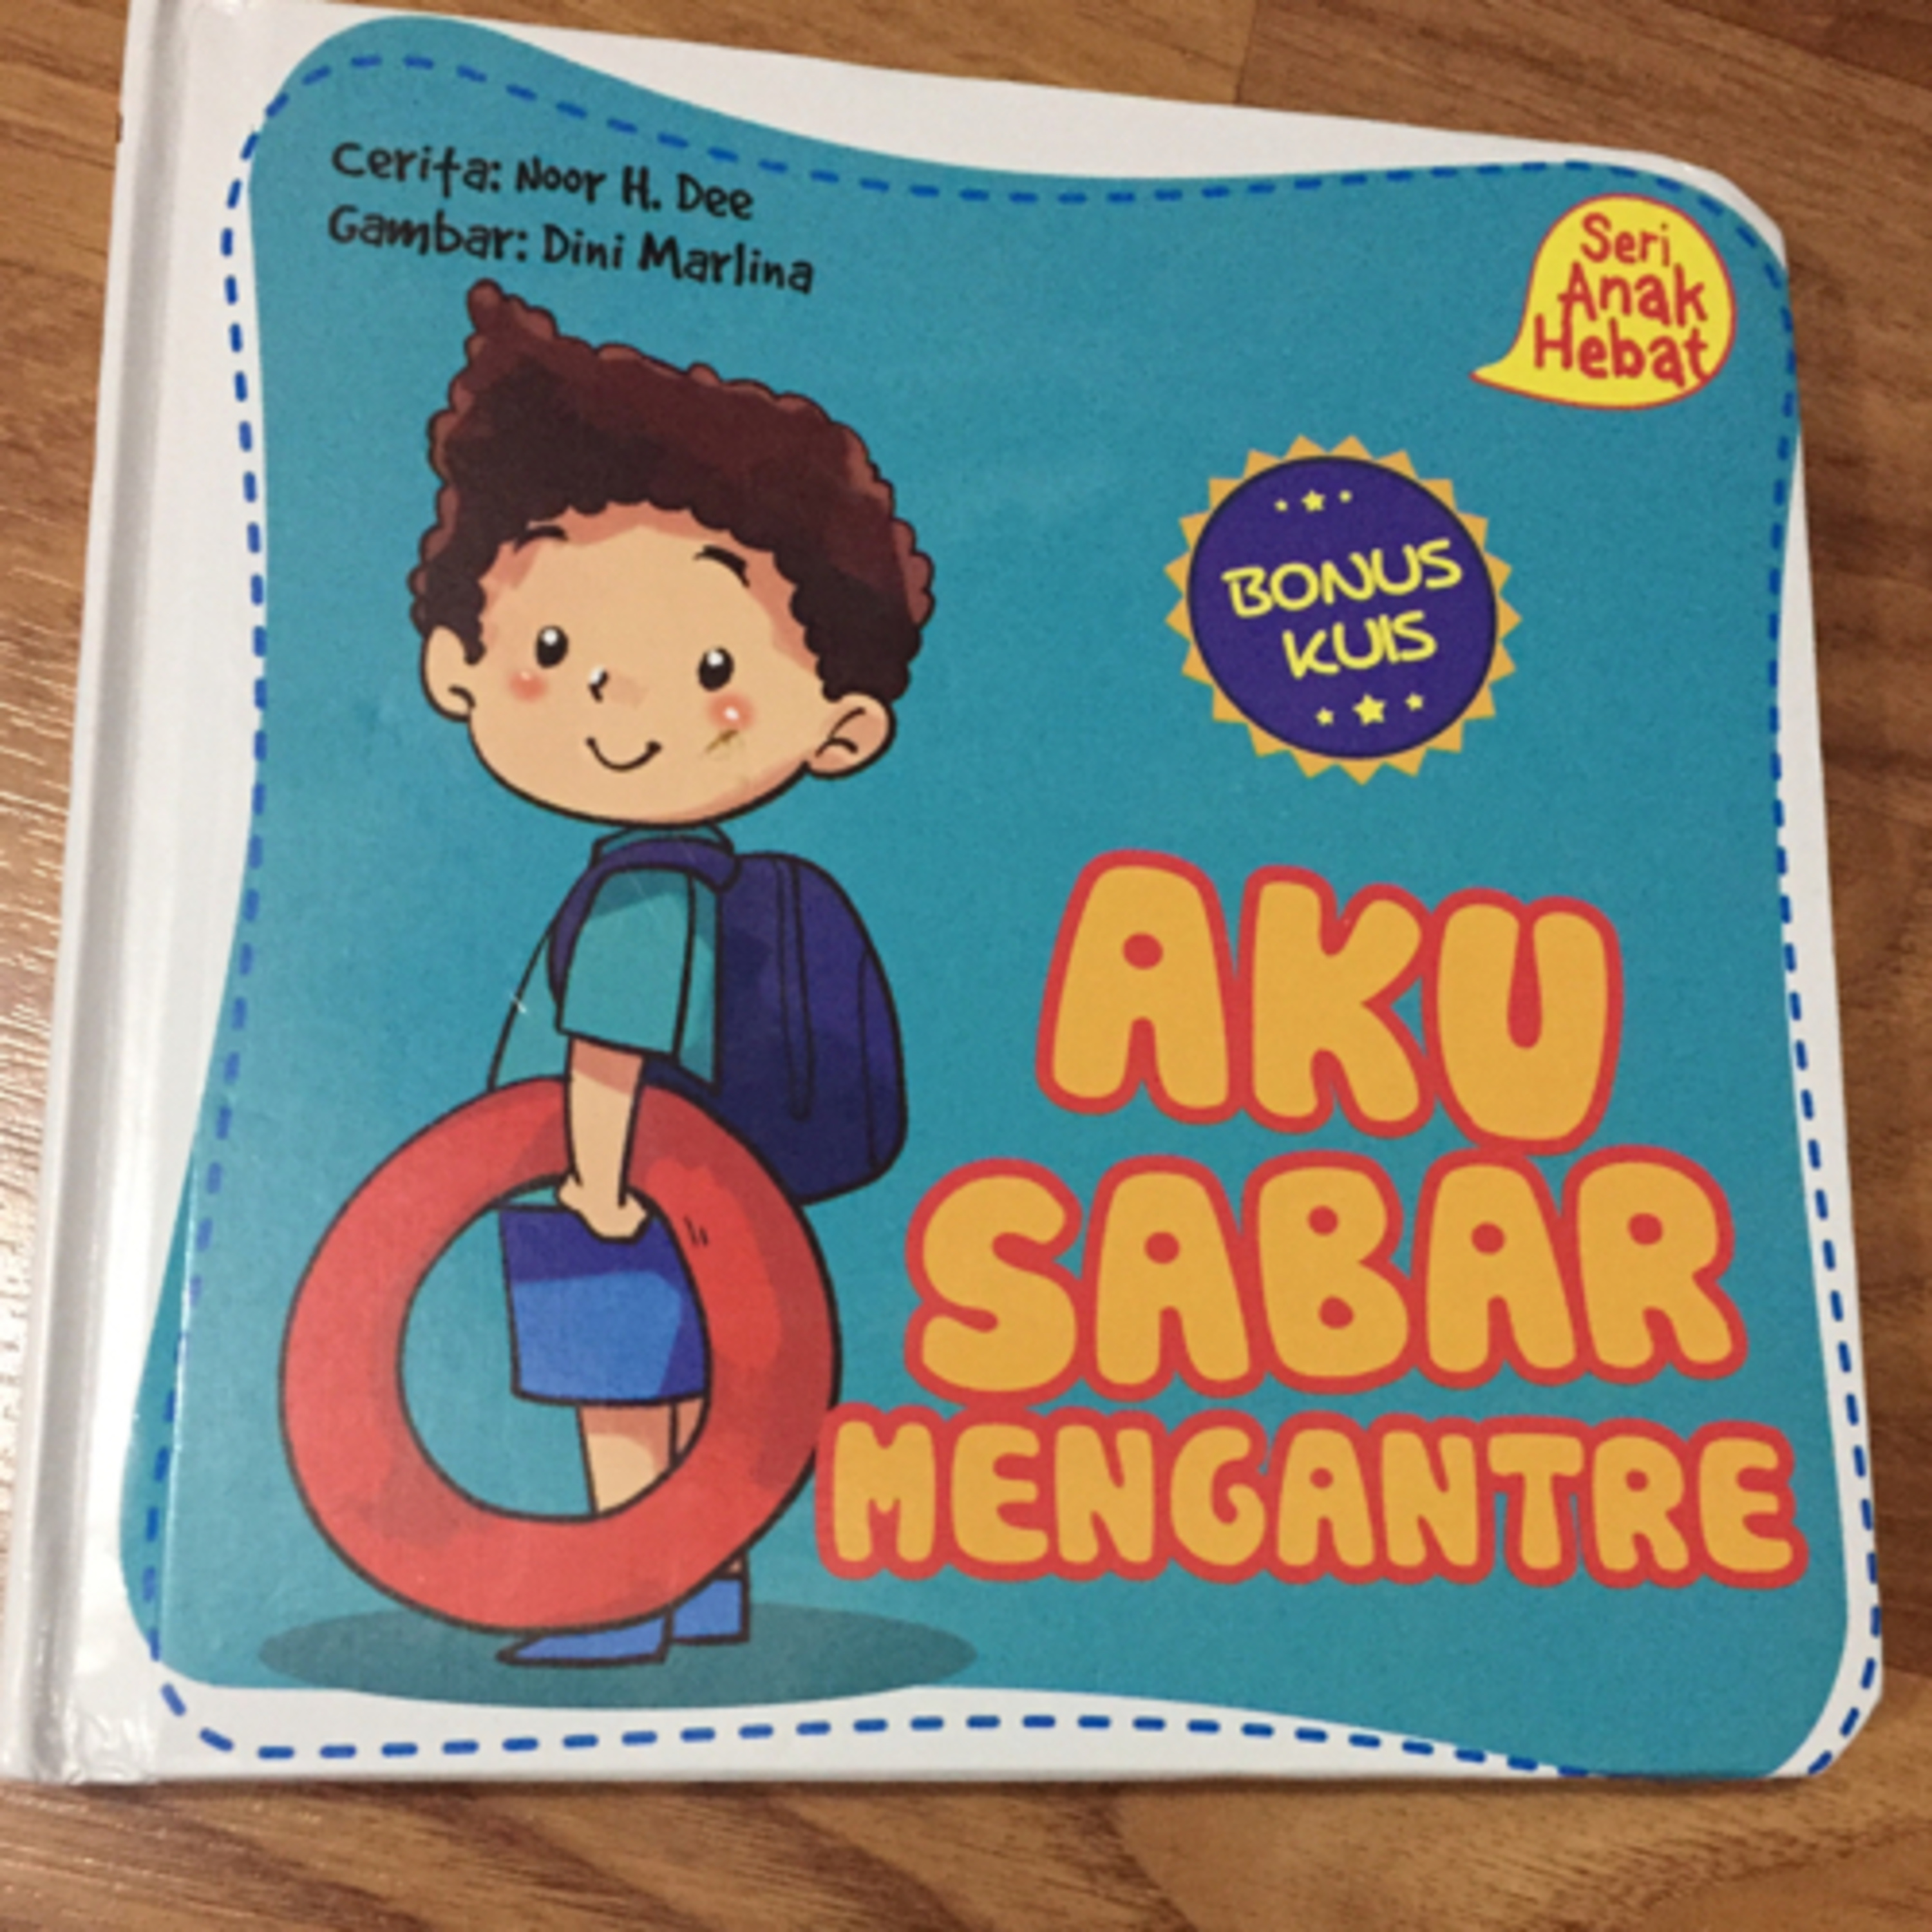 Cerita: Noor H. Dee
Gambar: Dini Marlina
Seri
Anak
Hebat
BONUS
KUIS
AKU
SABAR
MENGANTRE